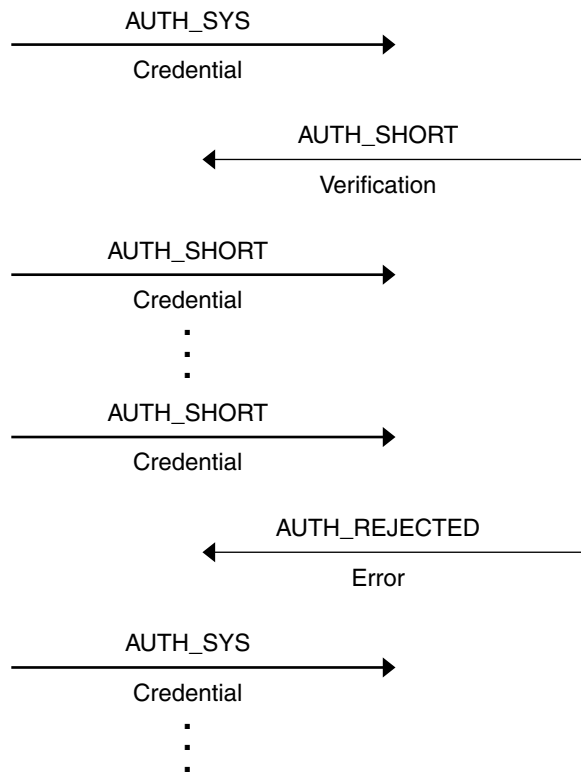 AUTH_SYS
Credential
AUTH_SHORT
Verification
AUTH_SHORT
Credential
AUTH_SHORT
Credential
AUTH_REJECTED
Error
AUTH_SYS
Credential